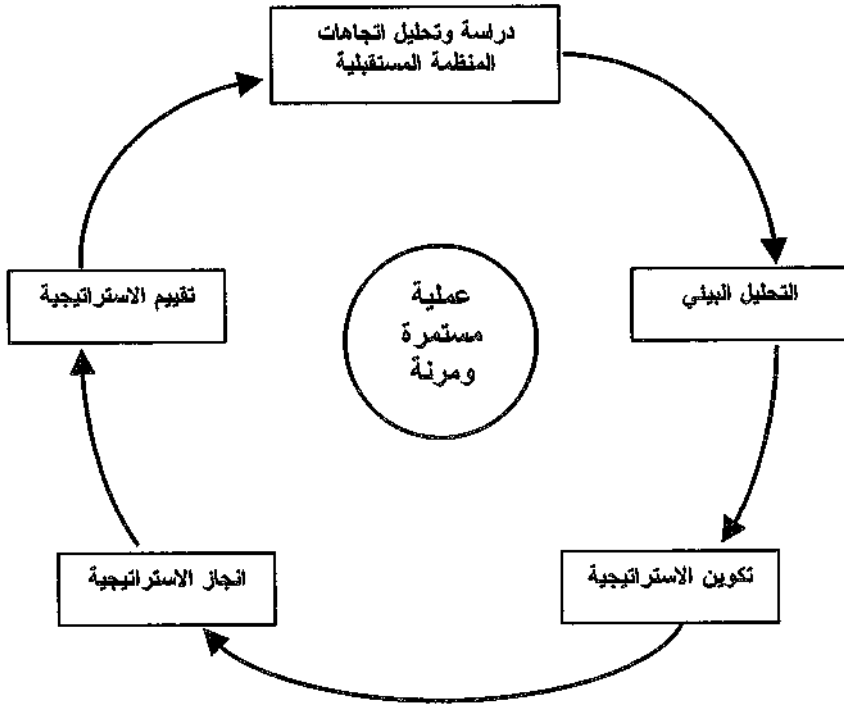 دراسة وتحليل اتجاهات
المنظمة المستقبلية
التحليل البيئي
تكوين الاستراتيجية
انجاز الاستراتيجية
تقييم الاستراتيجية
عملية
مستمرة
ومرنة